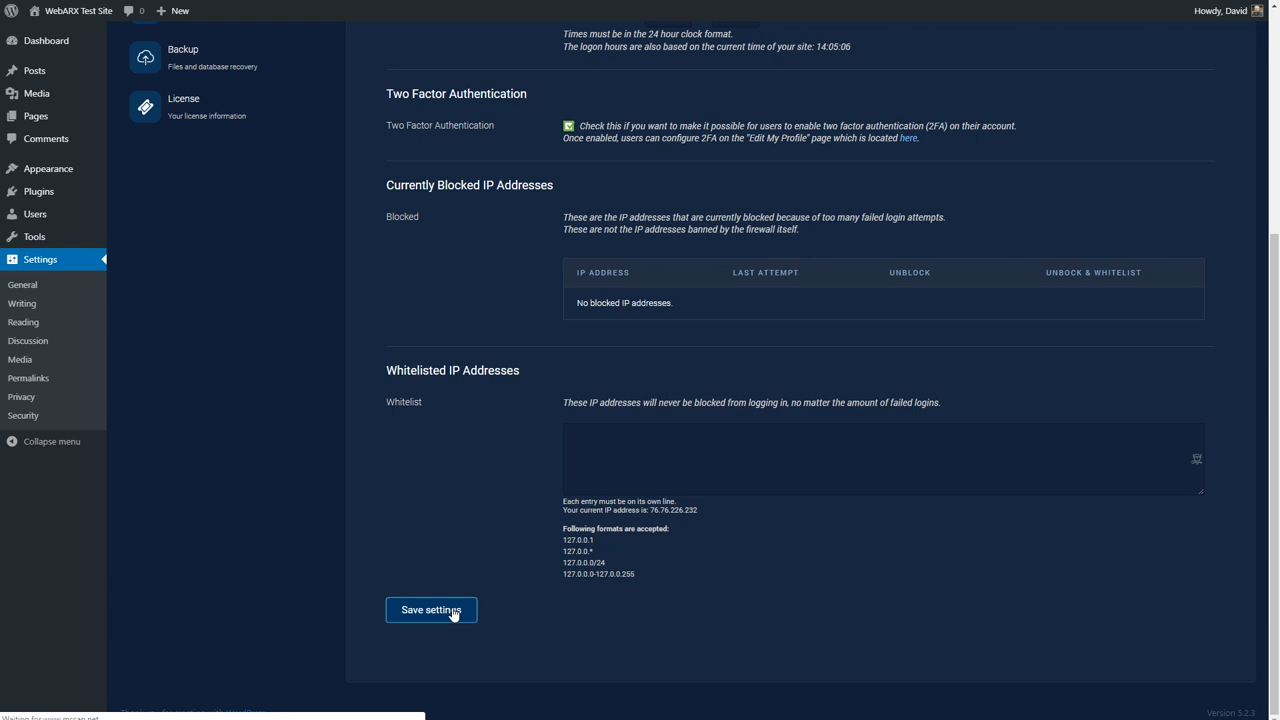 WebARX Test Site
0
New
Howdy, David
Dashboard
Posts
Media
Pages
Comments
Appearance
Plugins
Users
Tools
Settings
General
Writing
Reading
Discussion
Media
Permalinks
Privacy
Security
Collapse menu
Backup
Files and database recovery
License
Your license information
Times must be in the 24 hour clock format.
The logon hours are also based on the current time of your site: 14:05:06
Two Factor Authentication
Two Factor Authentication
Check this if you want to make it possible for users to enable two factor authentication (2FA) on their account.
Once enabled, users can configure 2FA on the "Edit My Profile" page which is located here.
Currently Blocked IP Addresses
Blocked
These are the IP addresses that are currently blocked because of too many failed login attempts.
These are not the IP addresses banned by the firewall itself.
IP ADDRESS LAST ATTEMPT UNBLOCK UNBOCK & WHITELIST
No blocked IP addresses.
Whitelisted IP Addresses
Whitelist
These IP addresses will never be blocked from logging in, no matter the amount of failed logins.
Each entry must be on its own line.
Your current IP address is: 76.76.226.232
Following formats are accepted:
127.0.0.1
127.0.0.*
127.0.0.0/24
127.0.0.0-127.0.0.255
Save settings
Version 5.2.3